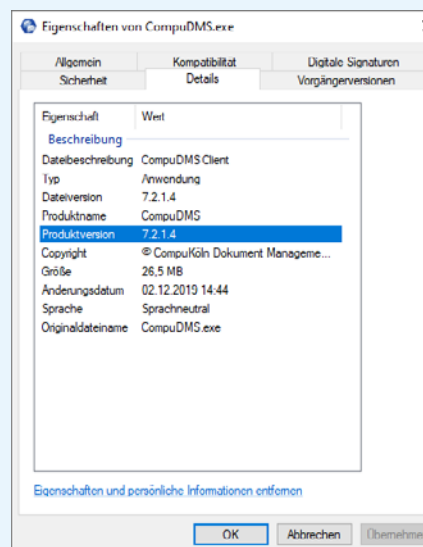 Eigenschaften von CompuDMS.exe
Allgemein Kompatibilität Digitale Signaturen
Sicherheit Details Vorgängerversionen
Eigenschaft Wert
Beschreibung
Dateibeschreibung CompuDMS Client
Typ Anwendung
Dateiversion 7.2.1.4
Produktname CompuDMS
Produktversion 7.2.1.4
Copyright © CompuKöln Dokument Manageme...
Größe 26,5 MB
Änderungsdatum 02.12.2019 14:44
Sprache Sprachneutral
Originaldateiname CompuDMS.exe
Eigenschaften und persönliche Informationen entfernen
OK Abbrechen Übernehme